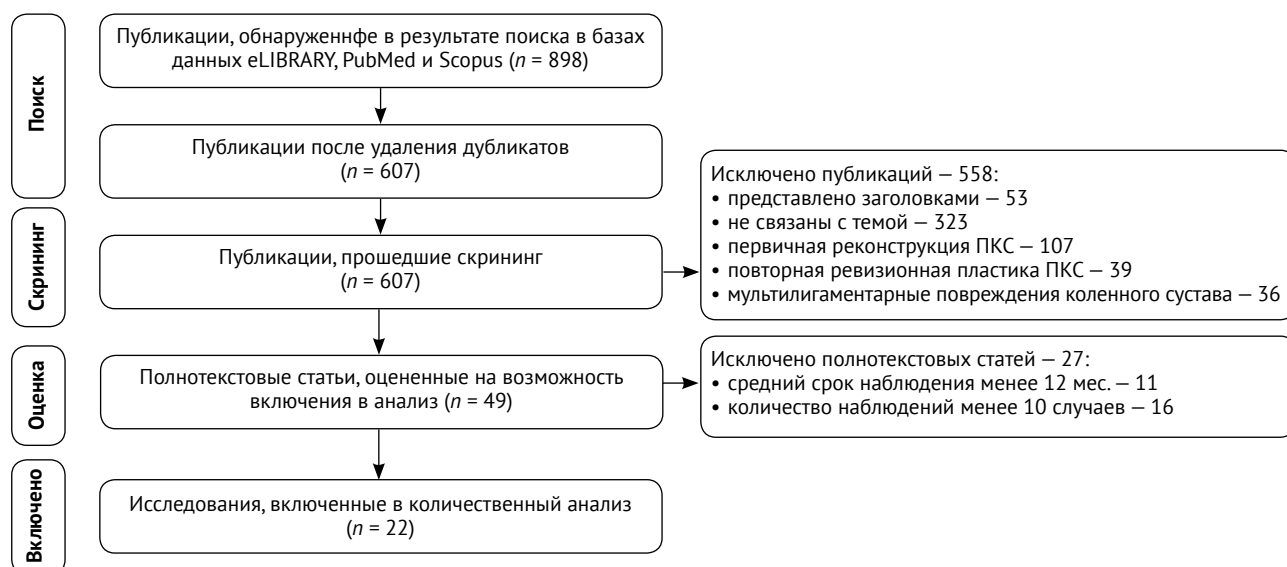 Поиск
Публикации, обнаруженнфе в результате поиска в базах
данных eLIBRARY, PubMed и Scopus (n = 898)
Публикации после удаления дубликатов
(n = 607)
Скрининг
Публикации, прошедшие скрининг
(n = 607)
Исключено публикаций — 558:
• представлено заголовками — 53
• не связаны с темой — 323
• первичная реконструкция ПКС — 107
• повторная ревизионная пластика ПКС — 39
• мультилигаментарные повреждения коленного сустава — 36
Оценка
Полнотекстовые статьи, оцененные на возможность
включения в анализ (n = 49)
Исключено полнотекстовых статей — 27:
• средний срок наблюдения менее 12 мес. — 11
• количество наблюдений менее 10 случаев — 16
Включено
Исследования, включенные в количественный анализ
(n = 22)